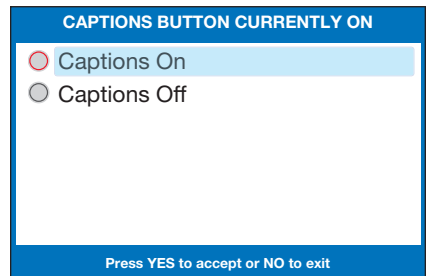 CAPTIONS BUTTON CURRENTLY ON
Captions On
Captions Off
Press YES to accept or NO to exit